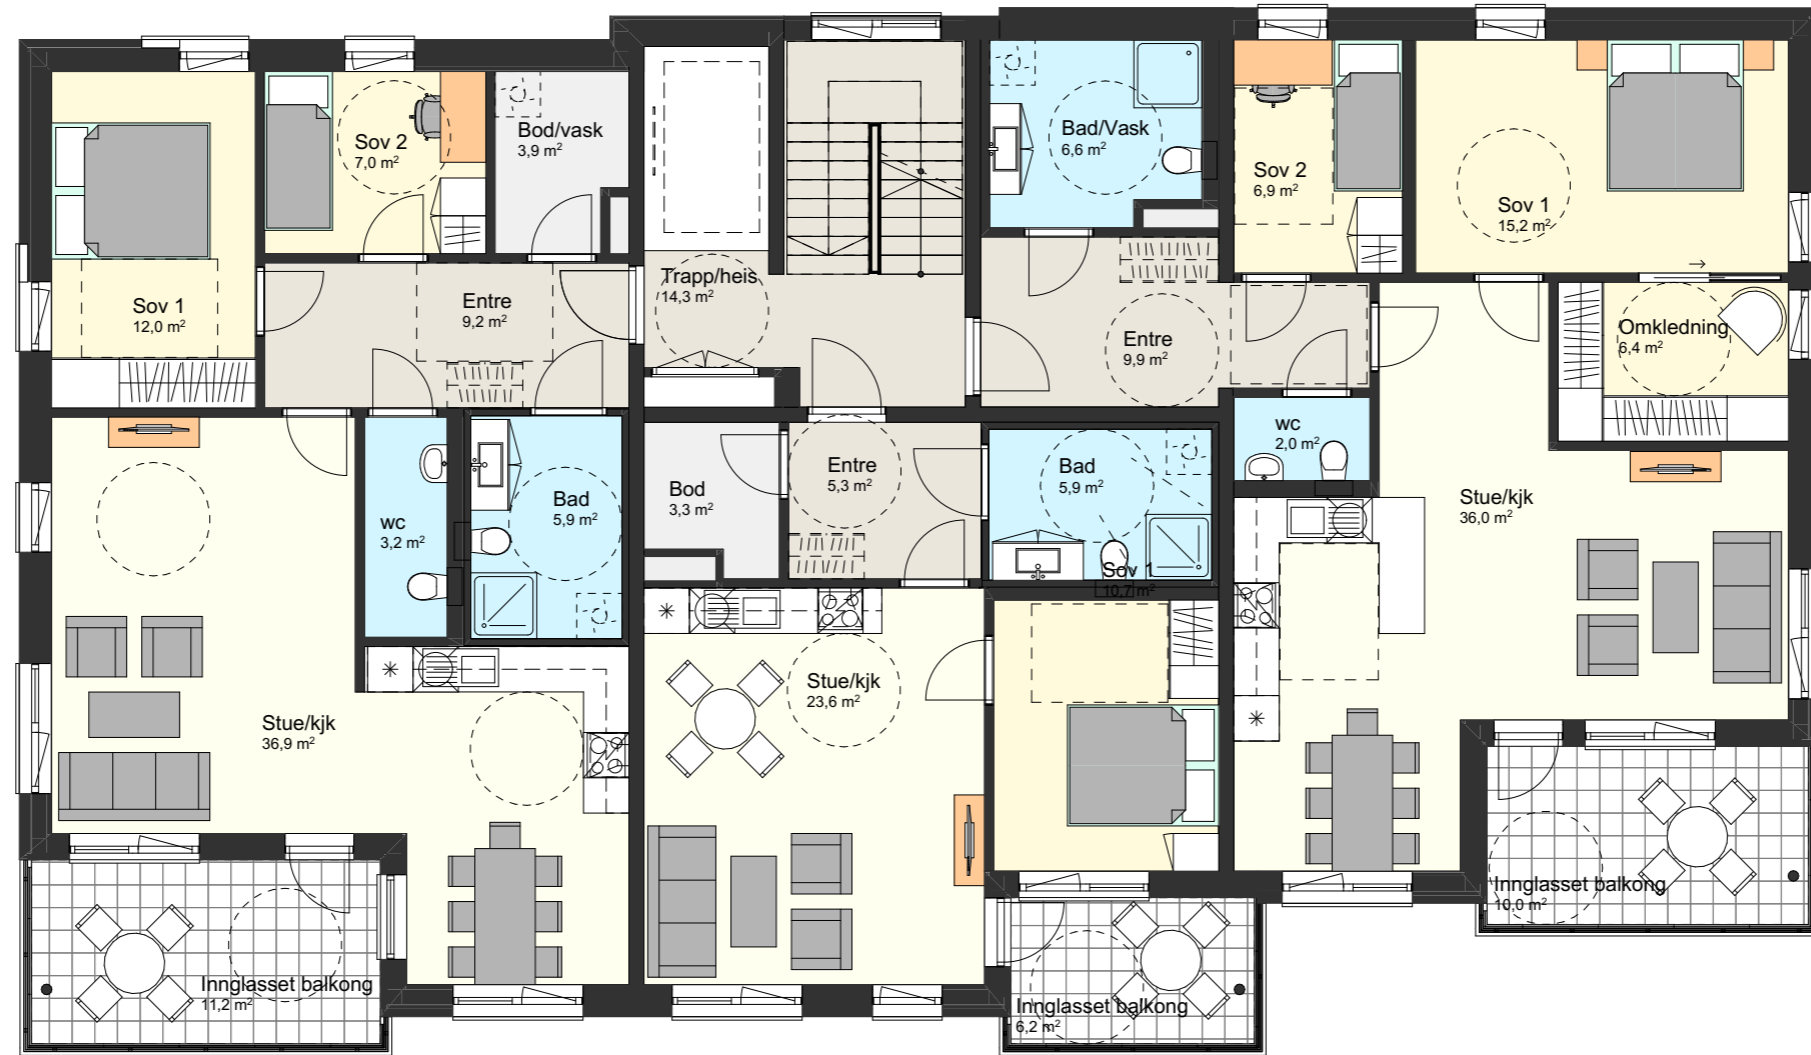 Sov 1
12,0 m²
Sov 2
7,0 m²
Bod/vask
3,9 m²
Entre
9,2 m²
Trapp/heis
14,3 m²
Bad/Vask
6,6 m²
Sov 2
6,9 m²
Sov 1
15,2 m²
Entre
9,9 m²
Omkledning
6,4 m²
wc
2,0 m²
Stue/kjk
36,0 m²
wc
3,2 m²
Bad
5,9 m²
Bod
3,3 m²
Entre
5,3 m²
Bad
5,9 m²
Sov 1
10,7 m²
Stue/kjk
36,9 m²
Stue/kjk
23,6 m²
Innglasset balkong
10,0 m²
Innglasset balkong
11,2 m²
Innglasset balkong
6,2 m²